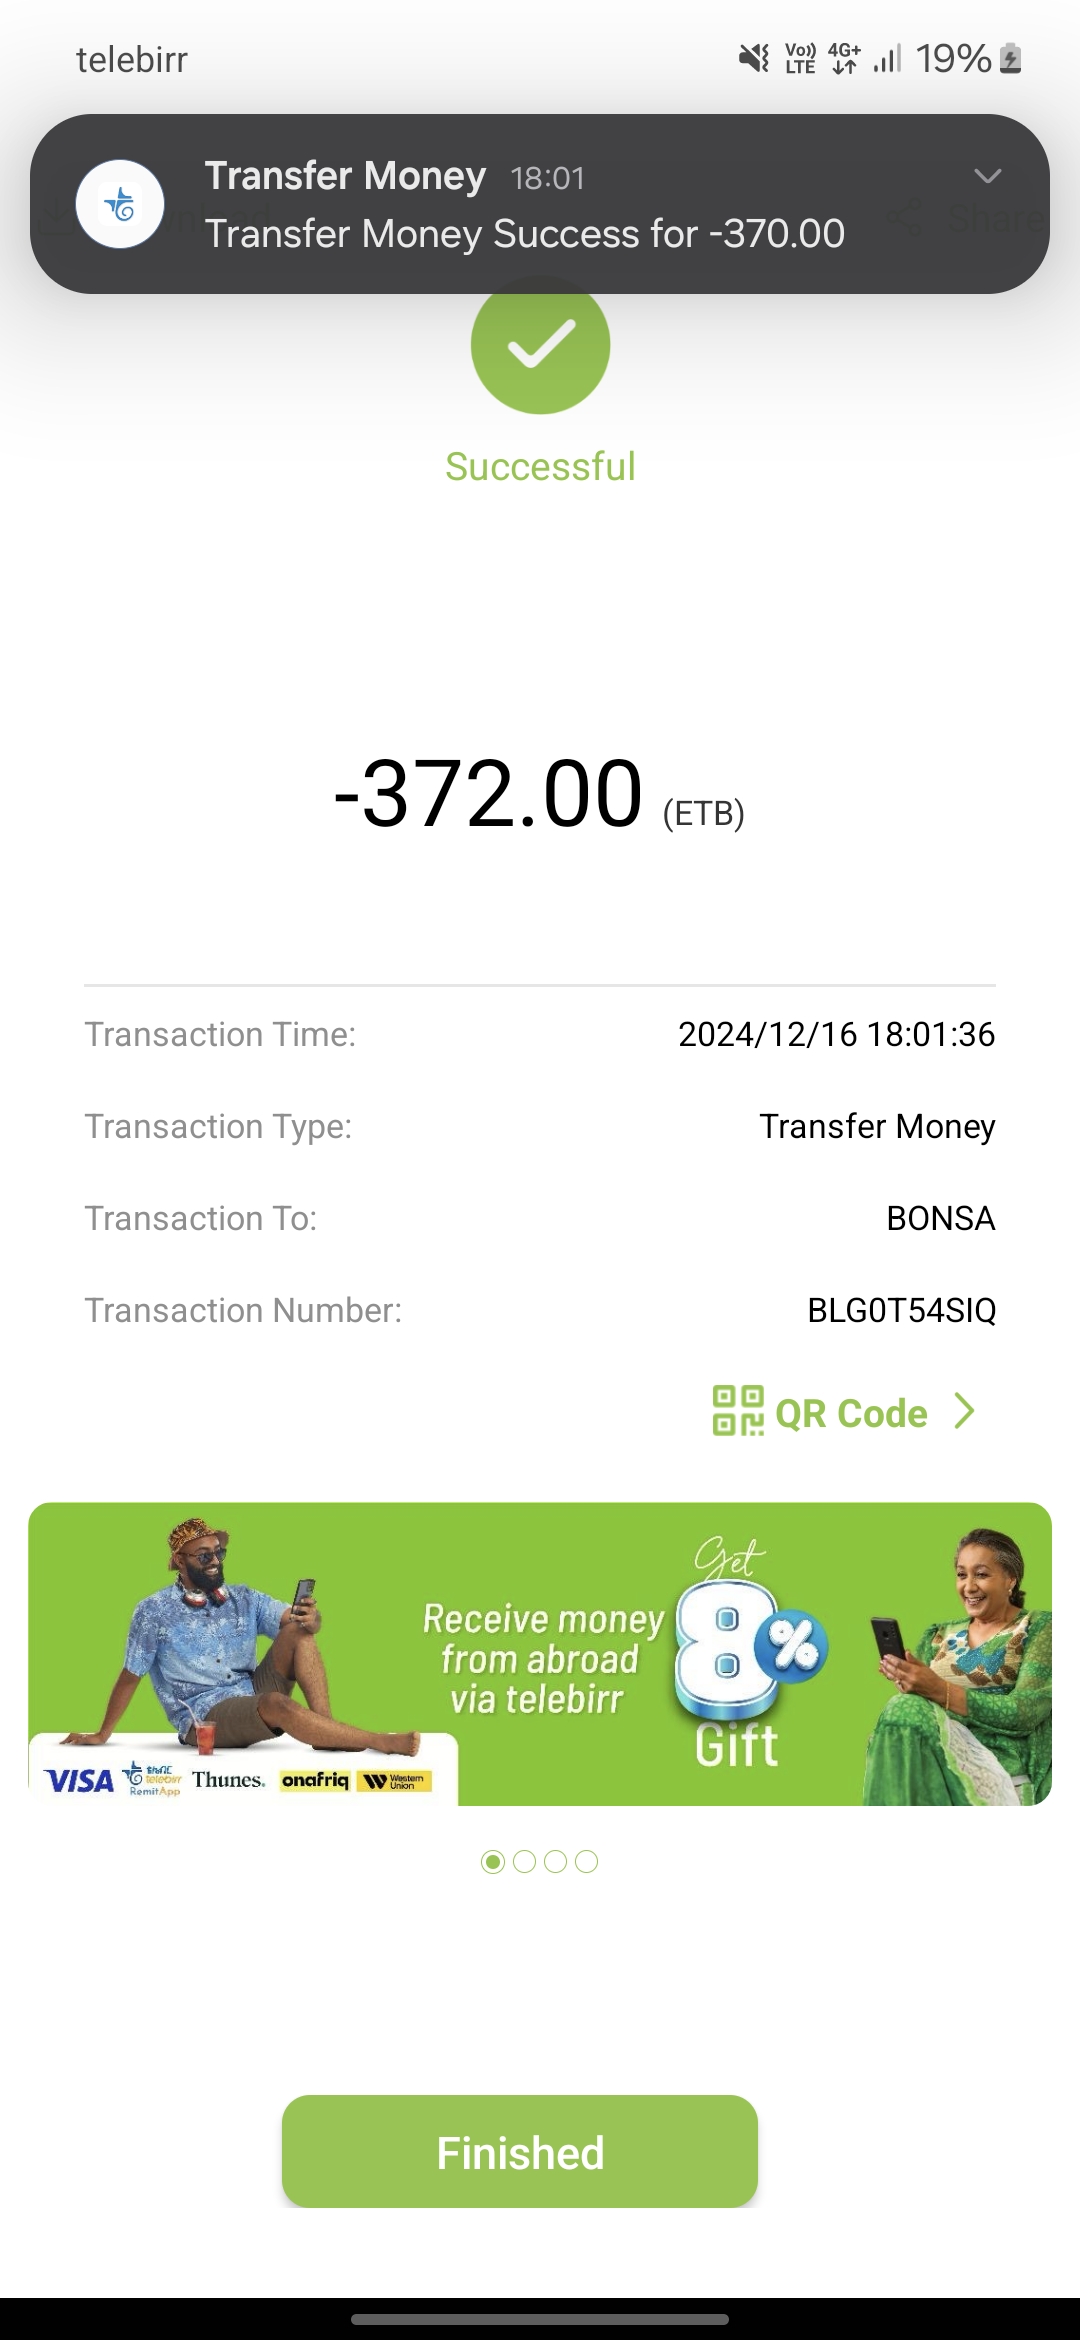 telebirr
Vo)) LTE 4G+ 19%
Transfer Money 18:01
Transfer Money Success for -370.00
Share
Successful
-372.00 (ETB)
Transaction Time: 2024/12/16 18:01:36
Transaction Type: Transfer Money
Transaction To: BONSA
Transaction Number: BLG0T54SIQ
QR Code
Receive money
from abroad
via telebirr
Get
8%
Gift
VISA telebirr RemitApp Thunes. onafriq Western Union
Finished